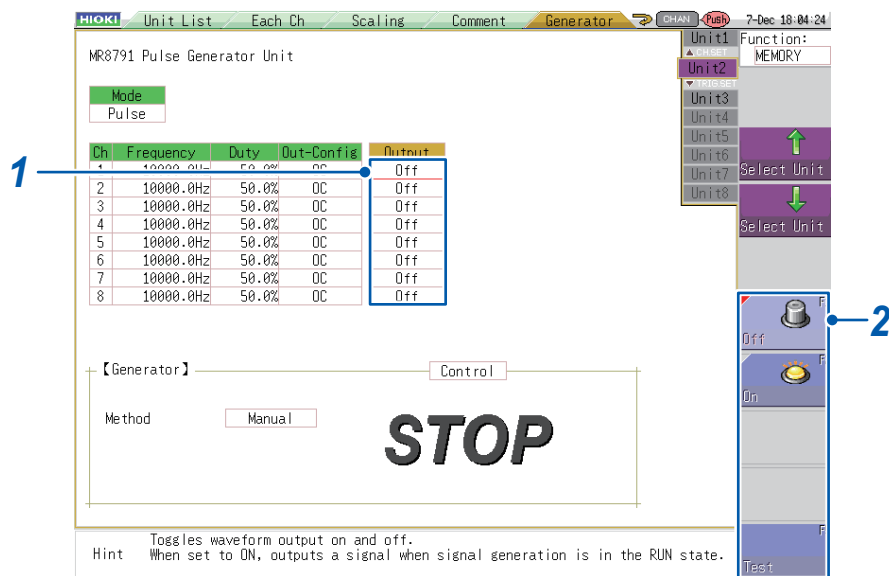 HIOKI Unit List Each Ch Scaling Comment Generator CHAN Push 7-Dec 18:04:24
Unit1 Function:
▲CH.SET MEMORY
MR8791 Pulse Generator Unit
Unit2
▼TRIG.SET
Mode Unit3
Pulse Unit4
Unit5
Ch Frequency Duty Out-Config Output Unit6
1 1 10000.0Hz 50.0% OC Off Unit7 Select Unit
2 10000.0Hz 50.0% OC Off Unit8
3 10000.0Hz 50.0% OC Off
4 10000.0Hz 50.0% OC Off Select Unit
5 10000.0Hz 50.0% OC Off
6 10000.0Hz 50.0% OC Off
7 10000.0Hz 50.0% OC Off
8 10000.0Hz 50.0% OC Off
F
Off 2
【Generator】 Control
F
On
Method Manual
STOP
F
Toggles waveform output on and off.
Hint When set to ON, outputs a signal when signal generation is in the RUN state.
Test